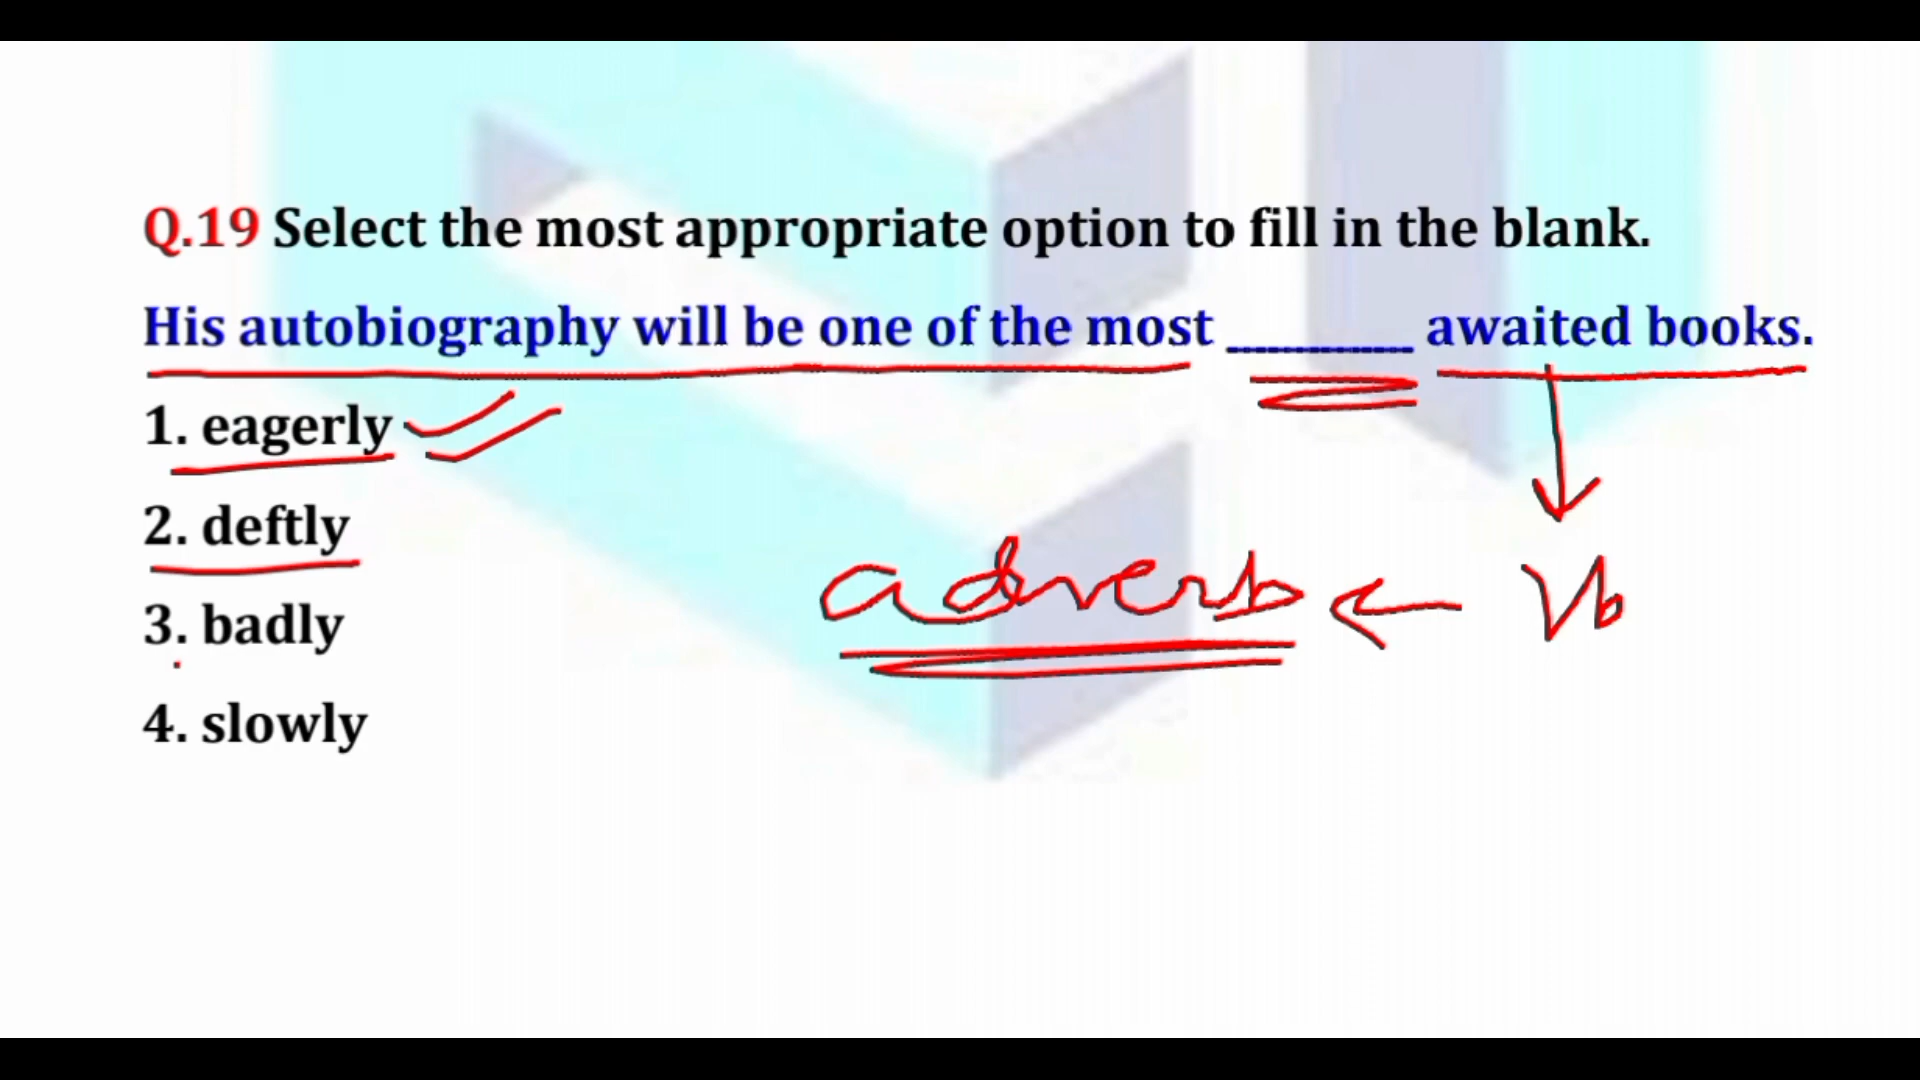 Q.19 Select the most appropriate option to fill in the blank.
His autobiography will be one of the most __________ awaited books.
1. eagerly
2. deftly
3. badly
4. slowly
adverb ← Vb